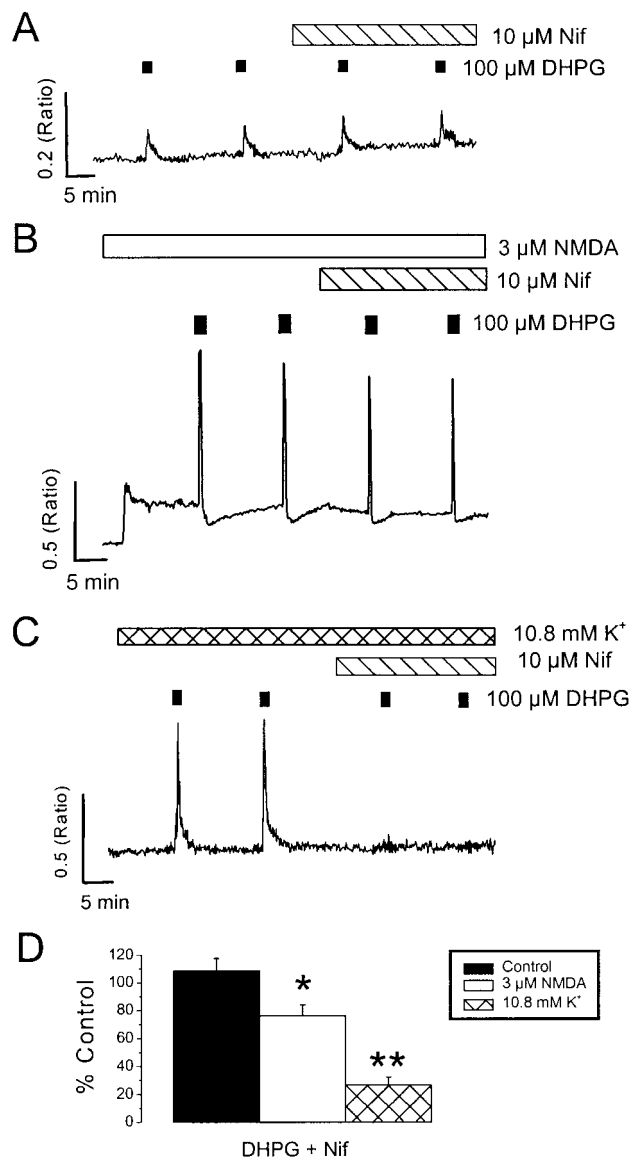 A
10 µM Nif
100 µM DHPG
0.2 (Ratio)
5 min
B
3 µM NMDA
10 µM Nif
100 µM DHPG
0.5 (Ratio)
5 min
C
10.8 mM K⁺
10 µM Nif
100 µM DHPG
0.5 (Ratio)
5 min
D
% Control
120
100
80
60
40
20
0
*
**
Control
3 µM NMDA
10.8 mM K⁺
DHPG + Nif